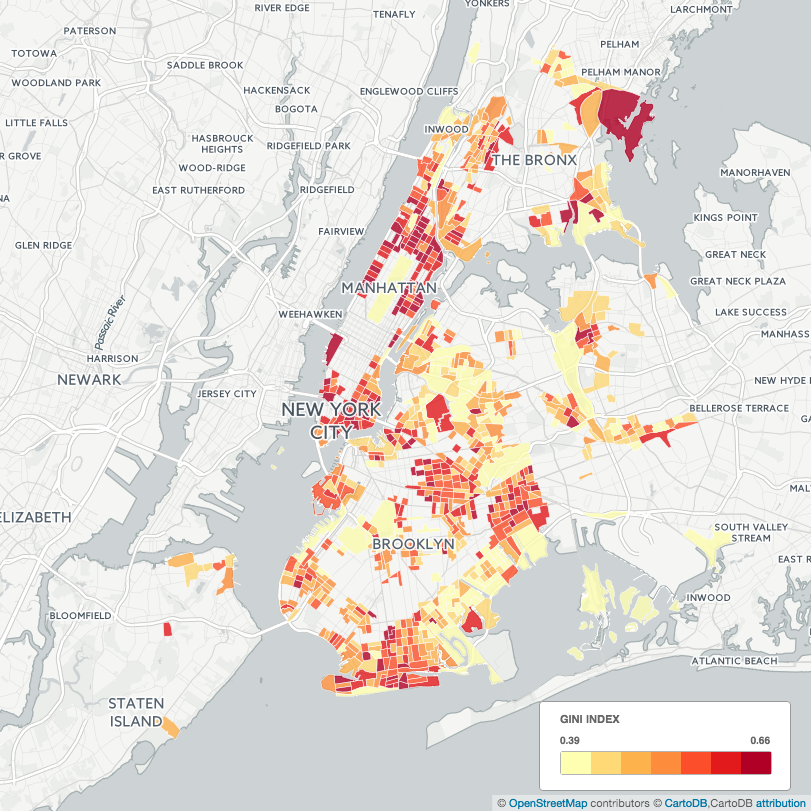 YONKERS
LARCHMONT
RIVER EDGE
TENAFLY
PATERSON
PELHAM
TOTOWA
SADDLE BROOK
PELHAM MANOR
WOODLAND PARK
HACKENSACK
ENGLEWOOD CLIFFS
BOGOTA
LITTLE FALLS
INWOOD
HASBROUCK
HEIGHTS
RIDGEFIELD PARK
R GROVE
THE BRONX
WOOD-RIDGE
MANORHAVEN
EAST RUTHERFORD
RIDGEFIELD
NA
KINGS POINT
FAIRVIEW
GLEN RIDGE
GREAT NECK
GREAT NECK PLAZA
MANHATTAN
Passaic River
WEEHAWKEN
LAKE SUCCESS
MANHASS
HARRISON
NEWARK
NEW HYDE
JERSEY CITY
NEW YORK
CITY
BELLEROSE TERRACE
GA
MAL
ELIZABETH
SOUTH VALLEY
STREAM
BROOKLYN
EAST R
INWOOD
BLOOMFIELD
ATLANTIC BEACH
STATEN
ISLAND
GINI INDEX
0.39 0.66
© OpenStreetMap contributors © CartoDB,CartoDB attribution